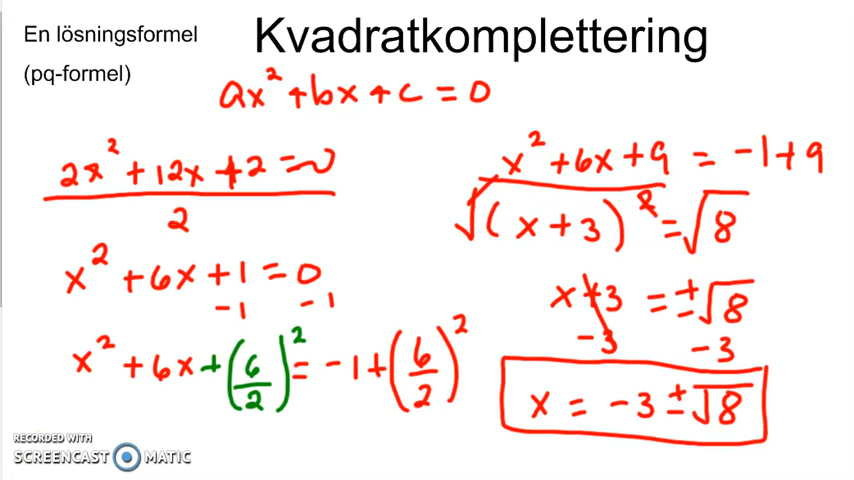 En lösningsformel
(pq-formel)
Kvadratkomplettering
ax² + bx + c = 0
2x² + 12x + 2 = 0
2
x² + 6x + 1 = 0
-1 -1
x² + 6x + (6/2)² = -1 + (6/2)²
x² + 6x + 9 = -1 + 9
√(x + 3)² = √8
x + 3 = ±√8
-3 -3
x = -3 ± √8
RECORDED WITH
SCREENCAST MATIC